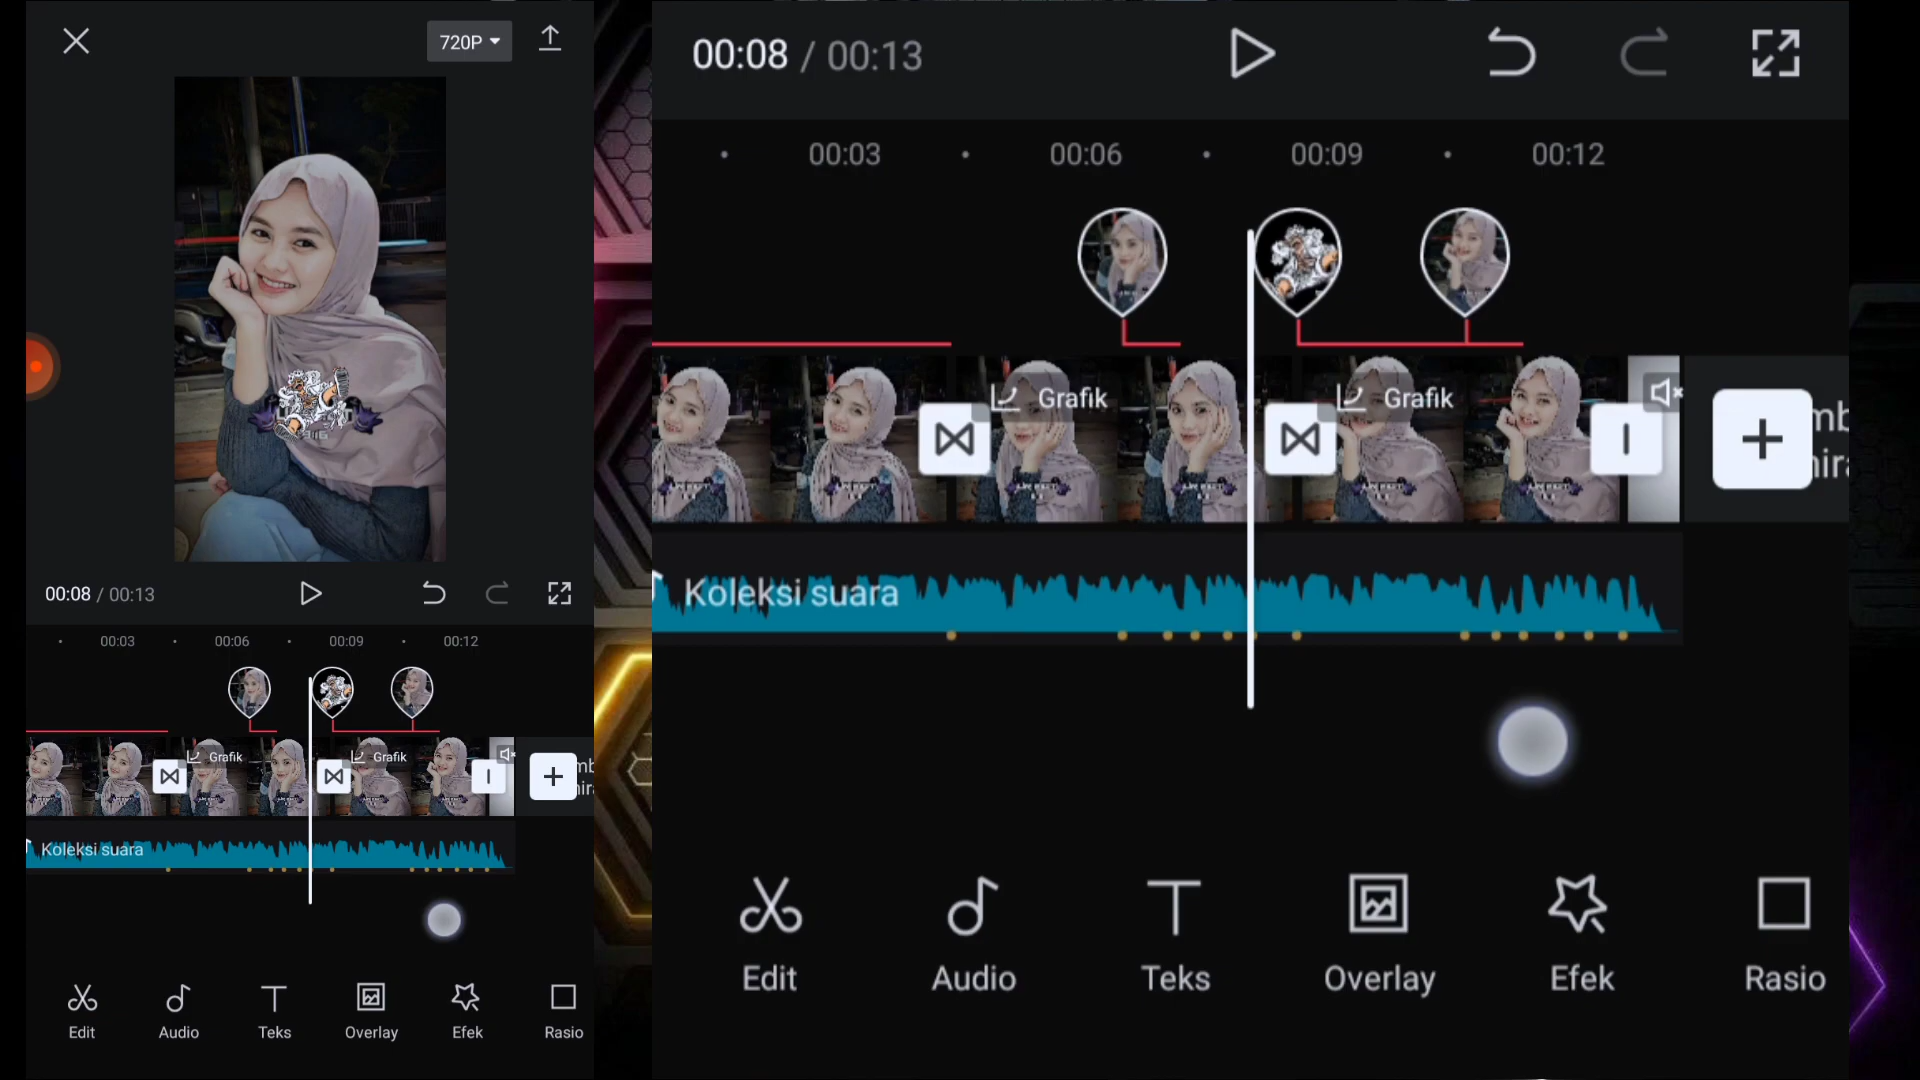 720P
00:08 / 00:13
00:03
00:06
00:09
00:12
Grafik
Grafik
Koleksi suara
Edit
Audio
Teks
Overlay
Efek
Rasio
00:08 / 00:13
00:03
00:06
00:09
00:12
Grafik
Grafik
Koleksi suara
Edit
Audio
Teks
Overlay
Efek
Rasio